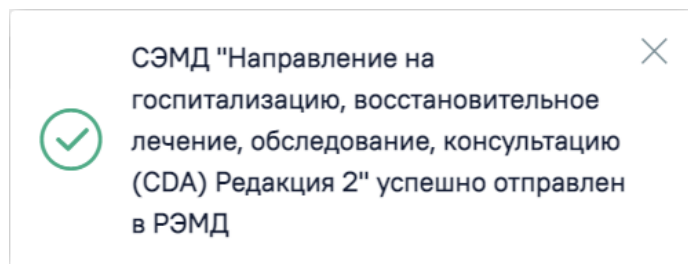 СЭМД "Направление на
госпитализацию, восстановительное
лечение, обследование, консультацию
(CDA) Редакция 2" успешно отправлен
в РЭМД